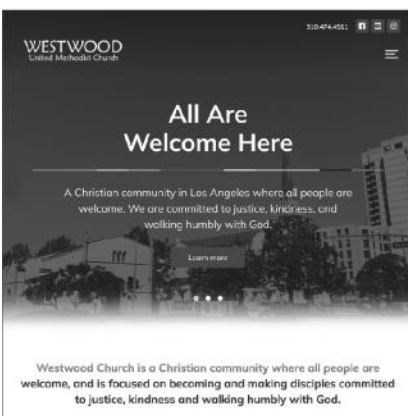 310.474.4511
WESTWOOD
United Methodist Church
All Are
Welcome Here
A Christian community in Los Angeles where all people are
welcome. We are committed to justice, kindness, and
walking humbly with God.
Learn more
Westwood Church is a Christian community where all people are
welcome, and is focused on becoming and making disciples committed
to justice, kindness and walking humbly with God.